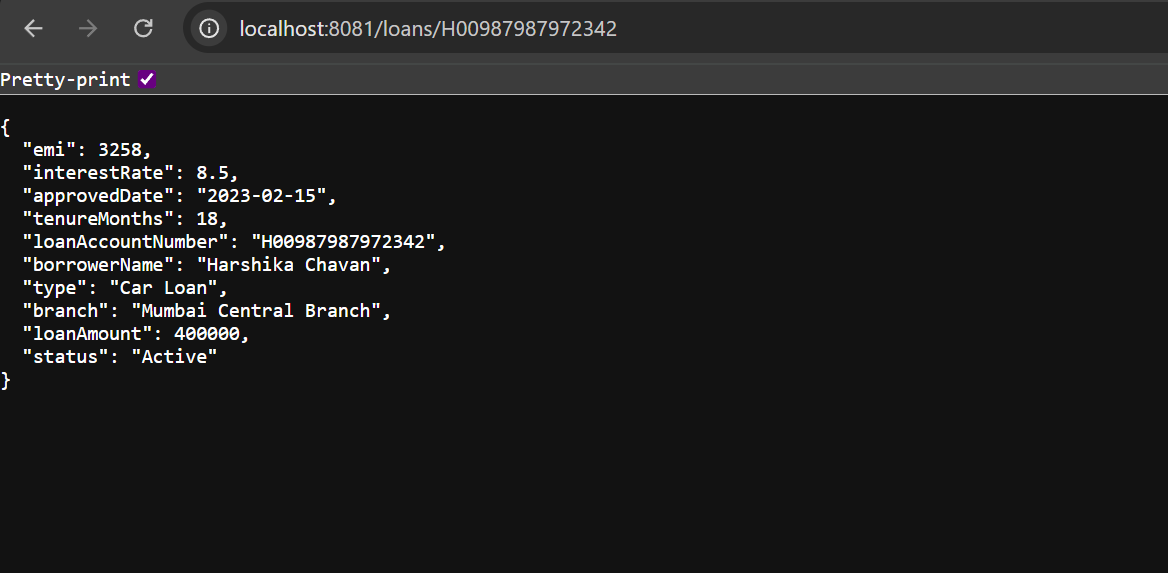 localhost:8081/loans/H00987987972342
Pretty-print
{
  "emi": 3258,
  "interestRate": 8.5,
  "approvedDate": "2023-02-15",
  "tenureMonths": 18,
  "loanAccountNumber": "H00987987972342",
  "borrowerName": "Harshika Chavan",
  "type": "Car Loan",
  "branch": "Mumbai Central Branch",
  "loanAmount": 400000,
  "status": "Active"
}